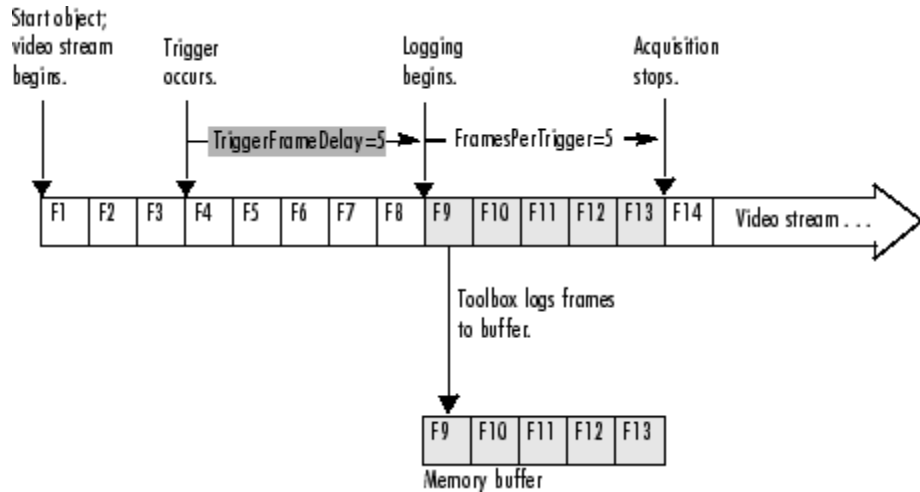 Start object;
video stream
begins.
Trigger
occurs.
Logging
begins.
Acquisition
stops.
TriggerFrameDelay=5
FramesPerTrigger=5
F1 F2 F3 F4 F5 F6 F7 F8 F9 F10 F11 F12 F13 F14 Video stream . . .
Toolbox logs frames
to buffer.
F9 F10 F11 F12 F13
Memory buffer